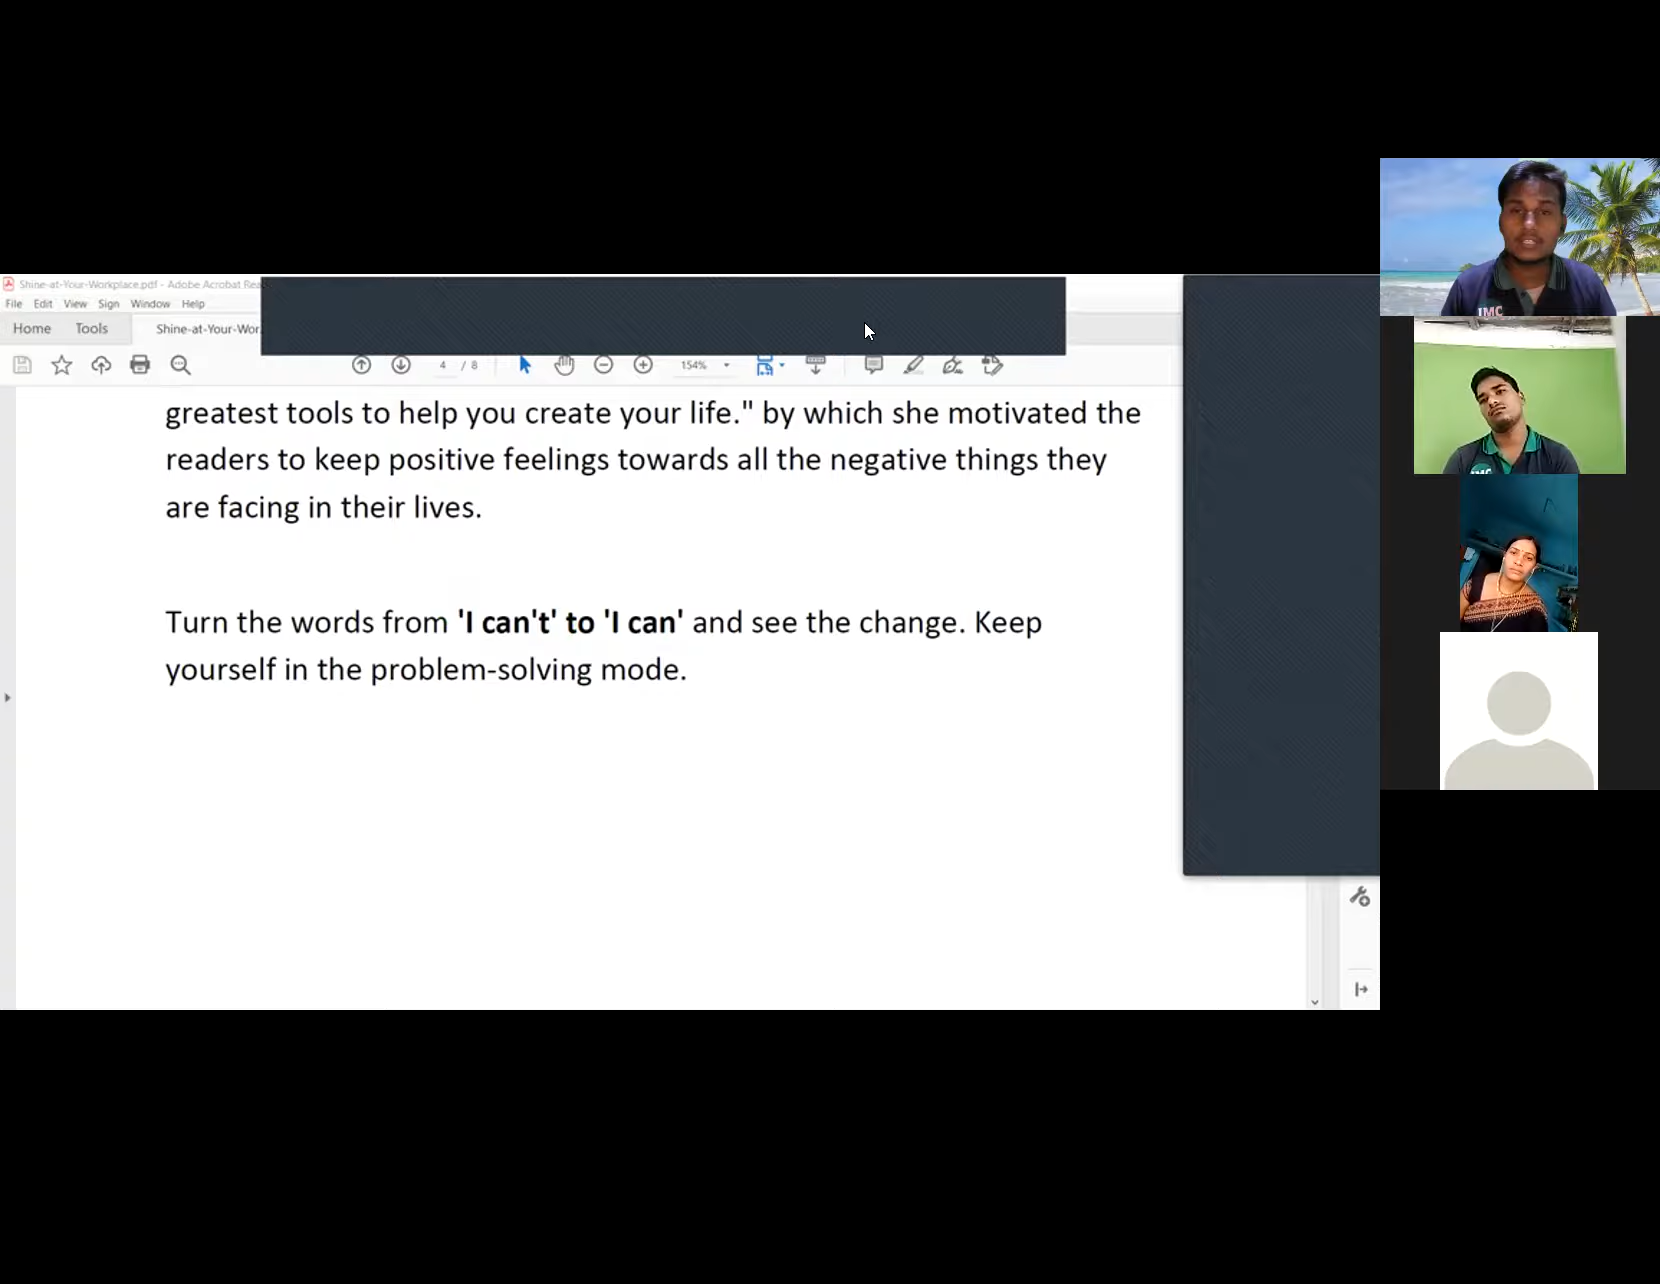 Shine-at-Your-Workplace.pdf - Adobe Acrobat Rea
File Edit View Sign Window Help
Home Tools Shine-at-Your-Wor
4 / 8 154%
greatest tools to help you create your life." by which she motivated the
readers to keep positive feelings towards all the negative things they
are facing in their lives.
Turn the words from 'I can't' to 'I can' and see the change. Keep
yourself in the problem-solving mode.
IMC
IMC